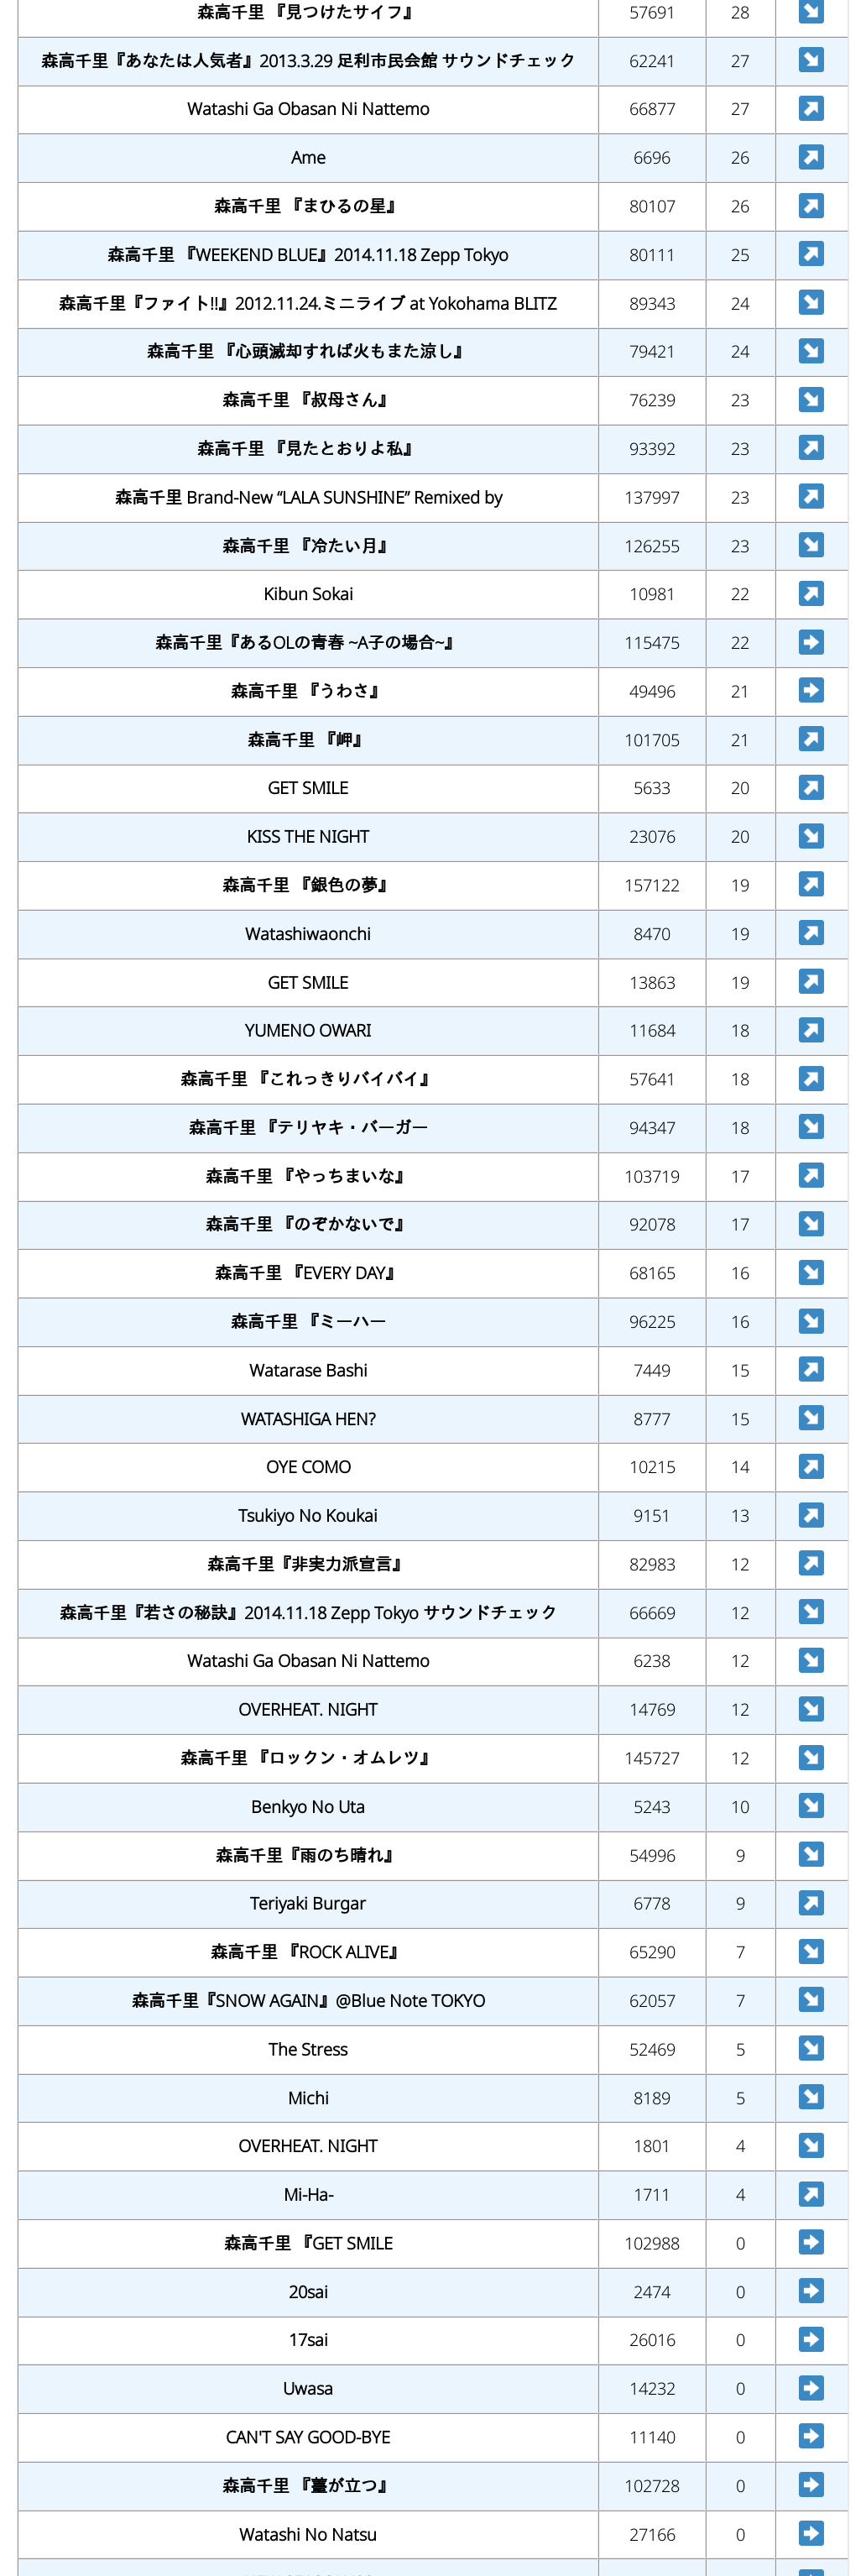 森高千里 『見つけたサイフ』 57691 28
森高千里『あなたは人気者』2013.3.29 足利市民会館 サウンドチェック 62241 27
Watashi Ga Obasan Ni Nattemo 66877 27
Ame 6696 26
森高千里 『まひるの星』 80107 26
森高千里 『WEEKEND BLUE』2014.11.18 Zepp Tokyo 80111 25
森高千里『ファイト!!』2012.11.24.ミニライブ at Yokohama BLITZ 89343 24
森高千里 『心頭滅却すれば火もまた涼し』 79421 24
森高千里 『叔母さん』 76239 23
森高千里 『見たとおりよ私』 93392 23
森高千里 Brand-New “LALA SUNSHINE” Remixed by 137997 23
森高千里 『冷たい月』 126255 23
Kibun Sokai 10981 22
森高千里『あるOLの青春 ~A子の場合~』 115475 22
森高千里 『うわさ』 49496 21
森高千里 『岬』 101705 21
GET SMILE 5633 20
KISS THE NIGHT 23076 20
森高千里 『銀色の夢』 157122 19
Watashiwaonchi 8470 19
GET SMILE 13863 19
YUMENO OWARI 11684 18
森高千里 『これっきりバイバイ』 57641 18
森高千里 『テリヤキ・バーガー 94347 18
森高千里 『やっちまいな』 103719 17
森高千里 『のぞかないで』 92078 17
森高千里 『EVERY DAY』 68165 16
森高千里 『ミーハー 96225 16
Watarase Bashi 7449 15
WATASHIGA HEN? 8777 15
OYE COMO 10215 14
Tsukiyo No Koukai 9151 13
森高千里『非実力派宣言』 82983 12
森高千里『若さの秘訣』2014.11.18 Zepp Tokyo サウンドチェック 66669 12
Watashi Ga Obasan Ni Nattemo 6238 12
OVERHEAT. NIGHT 14769 12
森高千里 『ロックン・オムレツ』 145727 12
Benkyo No Uta 5243 10
森高千里『雨のち晴れ』 54996 9
Teriyaki Burgar 6778 9
森高千里 『ROCK ALIVE』 65290 7
森高千里『SNOW AGAIN』@Blue Note TOKYO 62057 7
The Stress 52469 5
Michi 8189 5
OVERHEAT. NIGHT 1801 4
Mi-Ha- 1711 4
森高千里 『GET SMILE 102988 0
20sai 2474 0
17sai 26016 0
Uwasa 14232 0
CAN'T SAY GOOD-BYE 11140 0
森高千里 『薹が立つ』 102728 0
Watashi No Natsu 27166 0